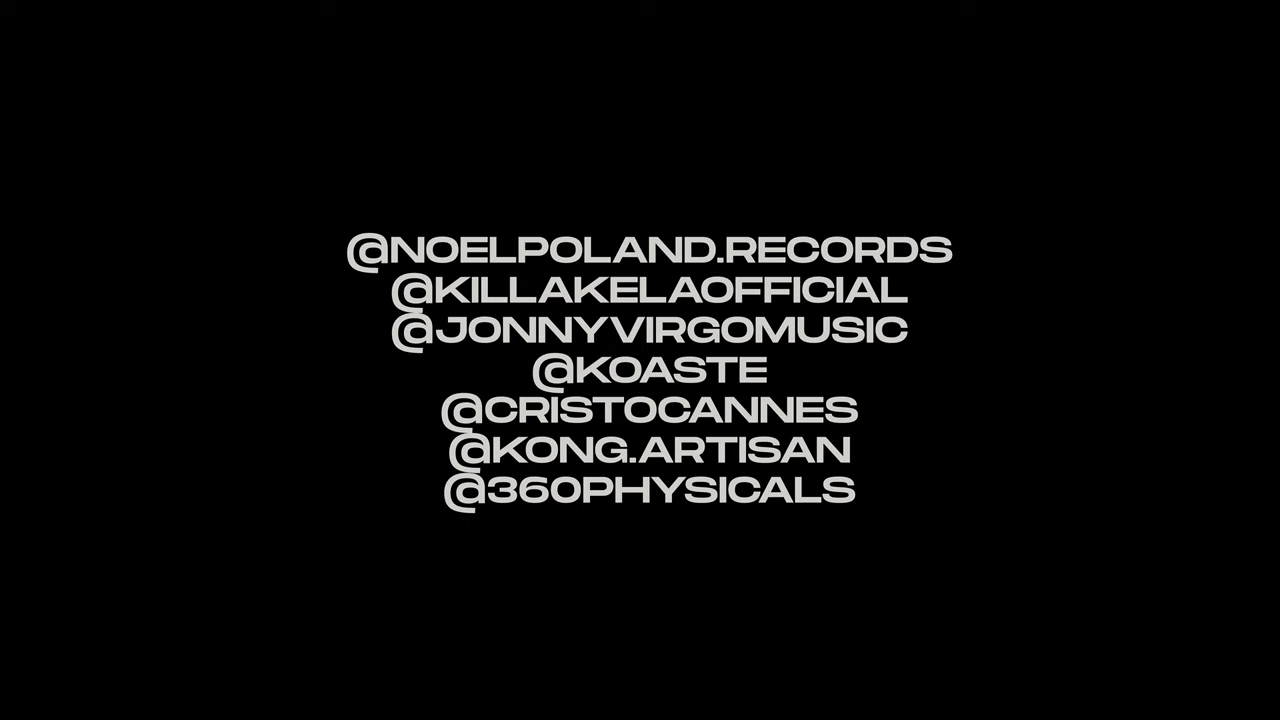 @NOELPOLAND.RECORDS
@KILLAKELAOFFICIAL
@JONNYVIRGOMUSIC
@KOASTE
@CRISTOCANNES
@KONG.ARTISAN
@360PHYSICALS